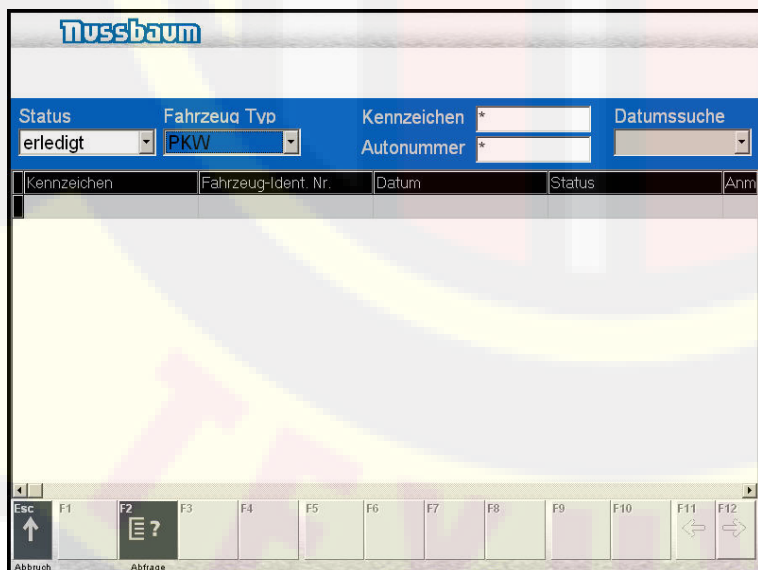 Nussbaum
Status Fahrzeug Typ Kennzeichen * Datumssuche
erledigt PKW Autonummer *
Kennzeichen Fahrzeug-Ident. Nr. Datum Status Anm
Esc F1 F2 F3 F4 F5 F6 F7 F8 F9 F10 F11 F12
?
Abbruch Abfrage